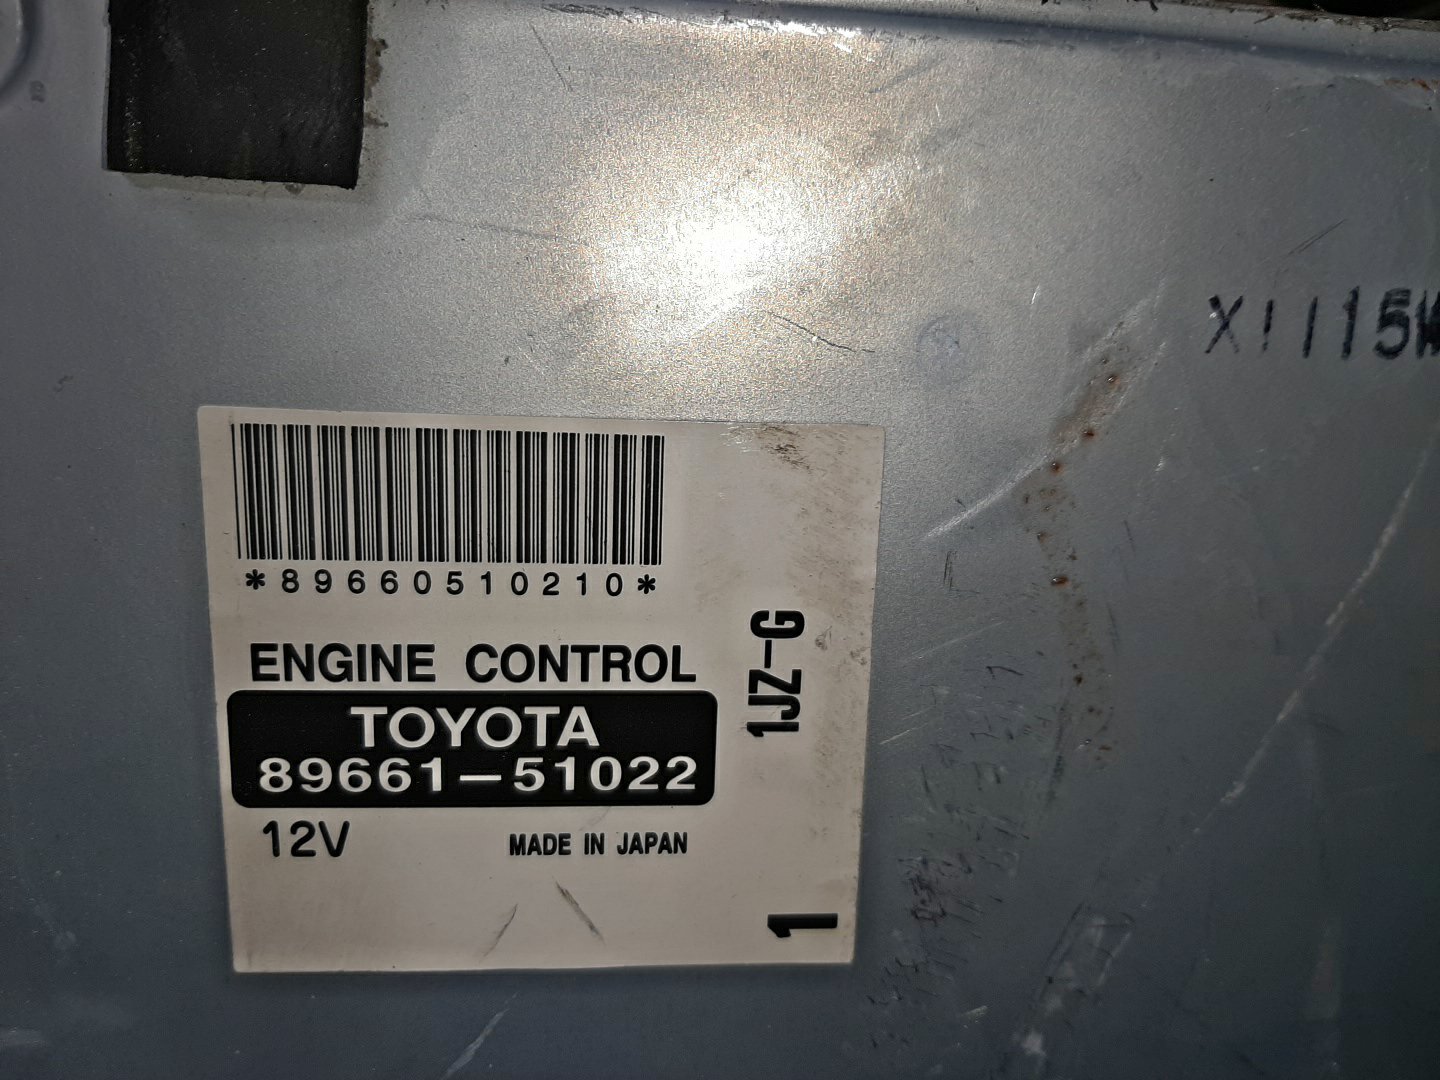 X1115
*89660510210*
ENGINE CONTROL
TOYOTA
89661-51022
12V
MADE IN JAPAN
1JZ-G
1